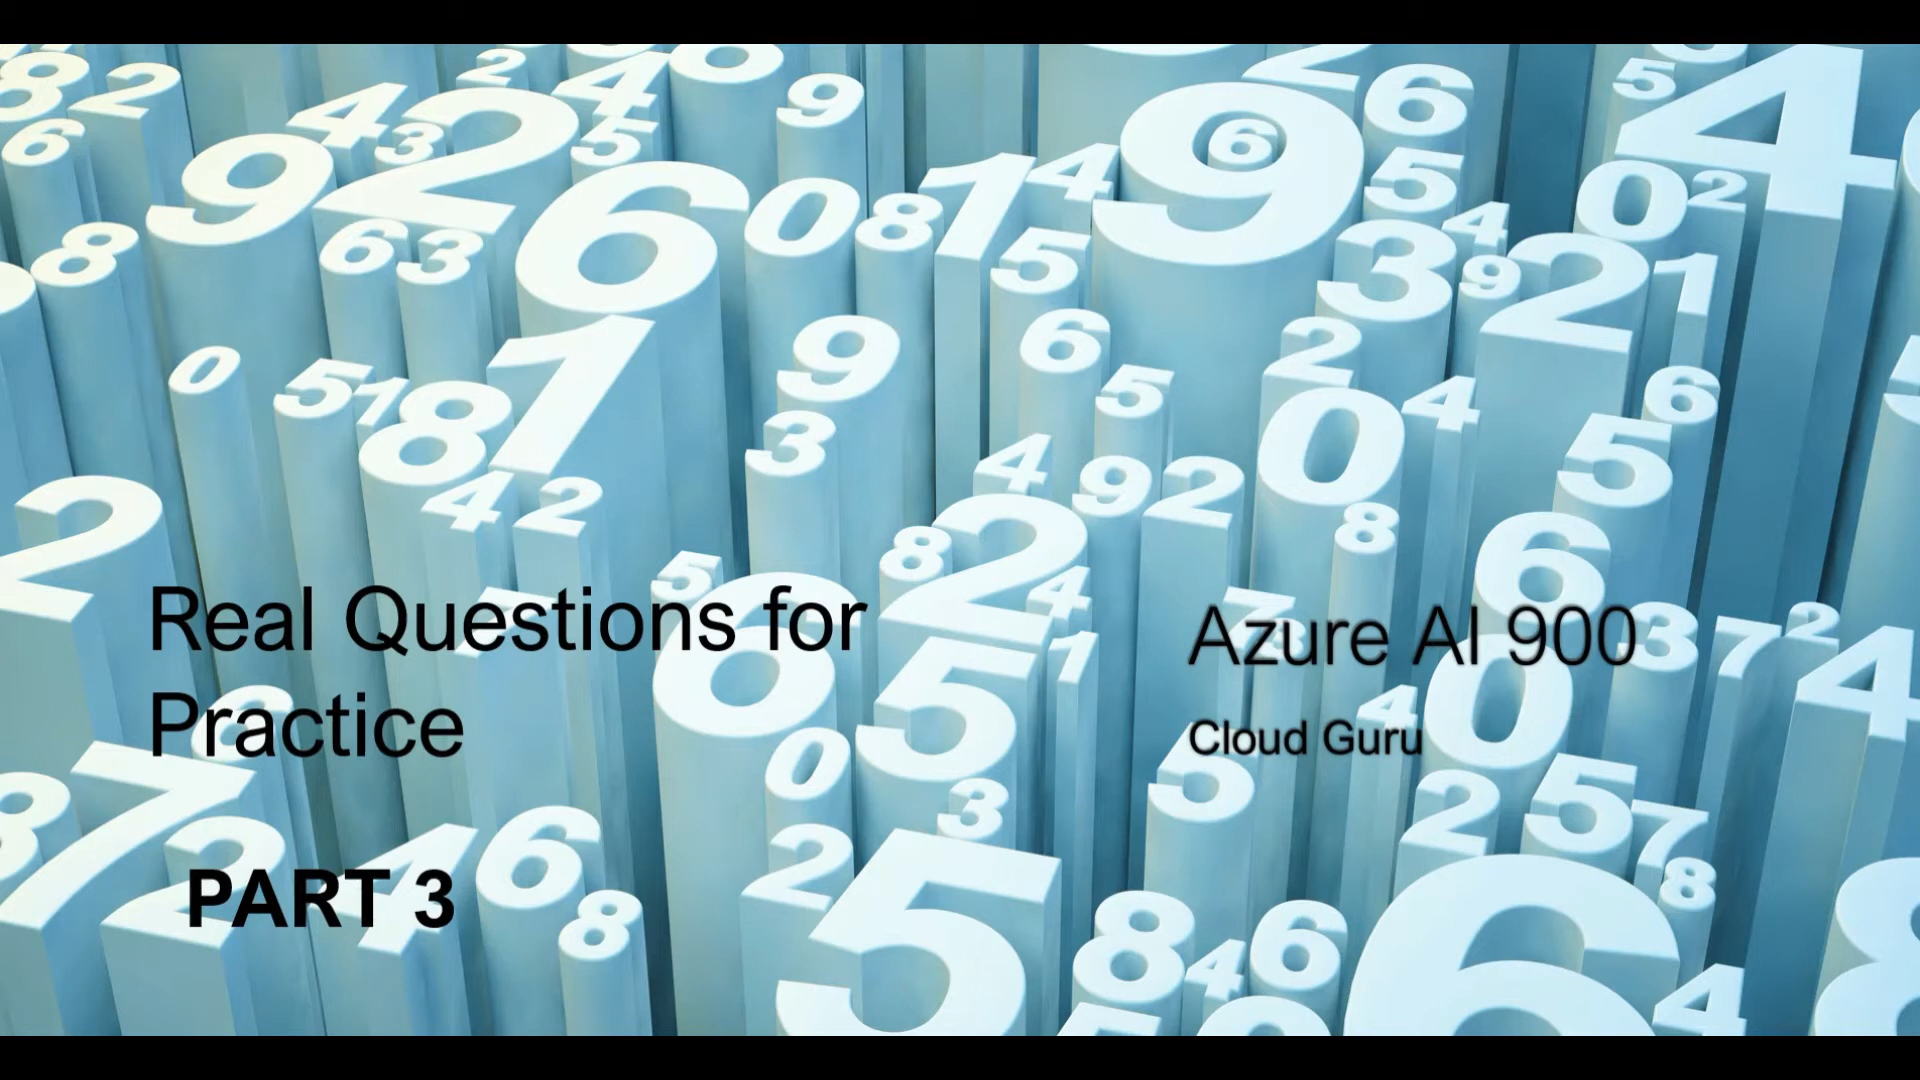 Real Questions for
Practice
PART 3
Azure AI 900
Cloud Guru